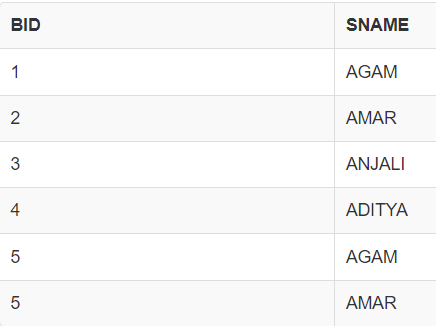 BID SNAME
1 AGAM
2 AMAR
3 ANJALI
4 ADITYA
5 AGAM
5 AMAR